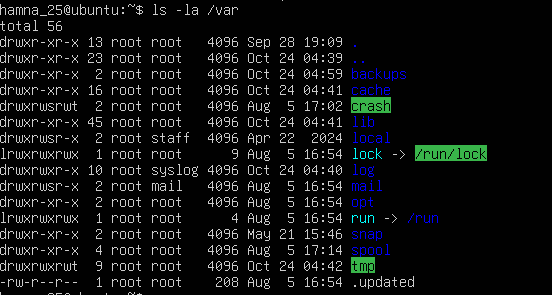 hamna_25@ubuntu:~$ ls -la /var
total 56
drwxr-xr-x 13 root root   4096 Sep 28 19:09 .
drwxr-xr-x 23 root root   4096 Oct 24 04:39 ..
drwxr-xr-x  2 root root   4096 Oct 24 04:59 backups
drwxr-xr-x 16 root root   4096 Oct 24 04:41 cache
drwxrwsrwt  2 root root   4096 Aug  5 17:02 crash
drwxr-xr-x 45 root root   4096 Oct 24 04:40 lib
drwxrwsr-x  2 root staff  4096 Apr 22  2024 local
lrwxrwxrwx  1 root root      9 Aug  5 16:54 lock -> /run/lock
drwxrwxr-x 10 root syslog 4096 Oct 24 04:40 log
drwxrwsr-x  2 root mail   4096 Aug  5 16:54 mail
drwxr-xr-x  2 root root   4096 Aug  5 16:54 opt
lrwxrwxrwx  1 root root      4 Aug  5 16:54 run -> /run
drwxr-xr-x  2 root root   4096 May 21 15:46 snap
drwxr-xr-x  4 root root   4096 Aug  5 17:14 spool
drwxrwxrwt  9 root root   4096 Oct 24 04:42 tmp
-rw-r--r--  1 root root    208 Aug  5 16:54 .updated